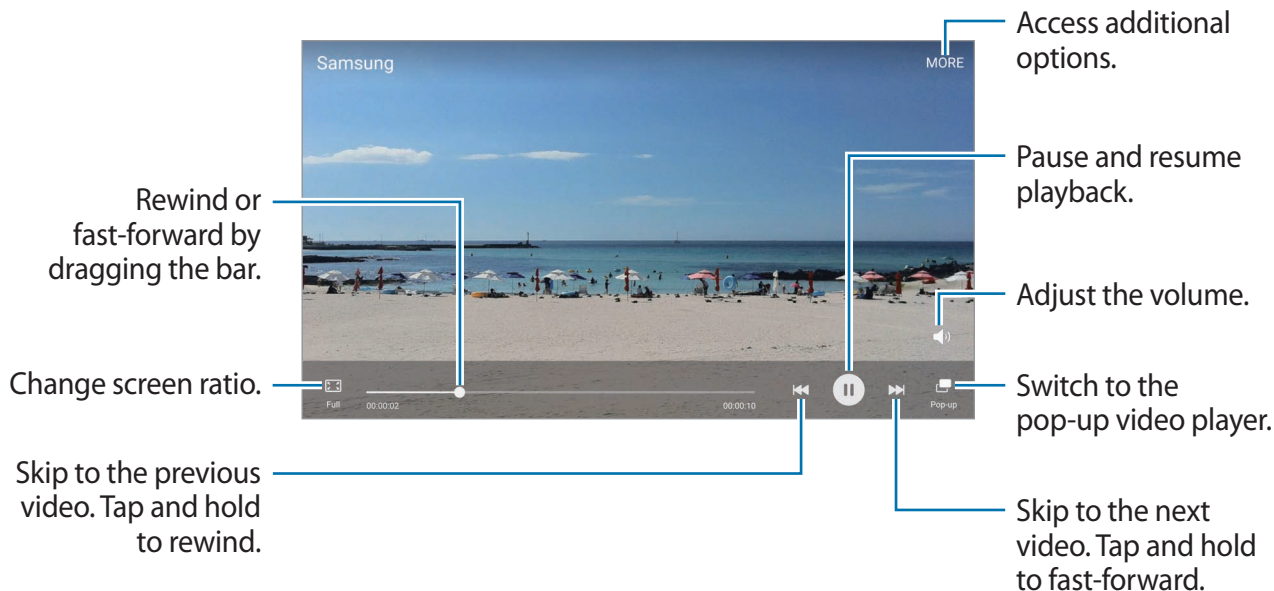 Access additional
options.
Samsung
MORE
Pause and resume
playback.
Rewind or
fast-forward by
dragging the bar.
Adjust the volume.
Change screen ratio.
Full
00:00:02
00:00:10
Pop-up
Switch to the
pop-up video player.
Skip to the previous
video. Tap and hold
to rewind.
Skip to the next
video. Tap and hold
to fast-forward.